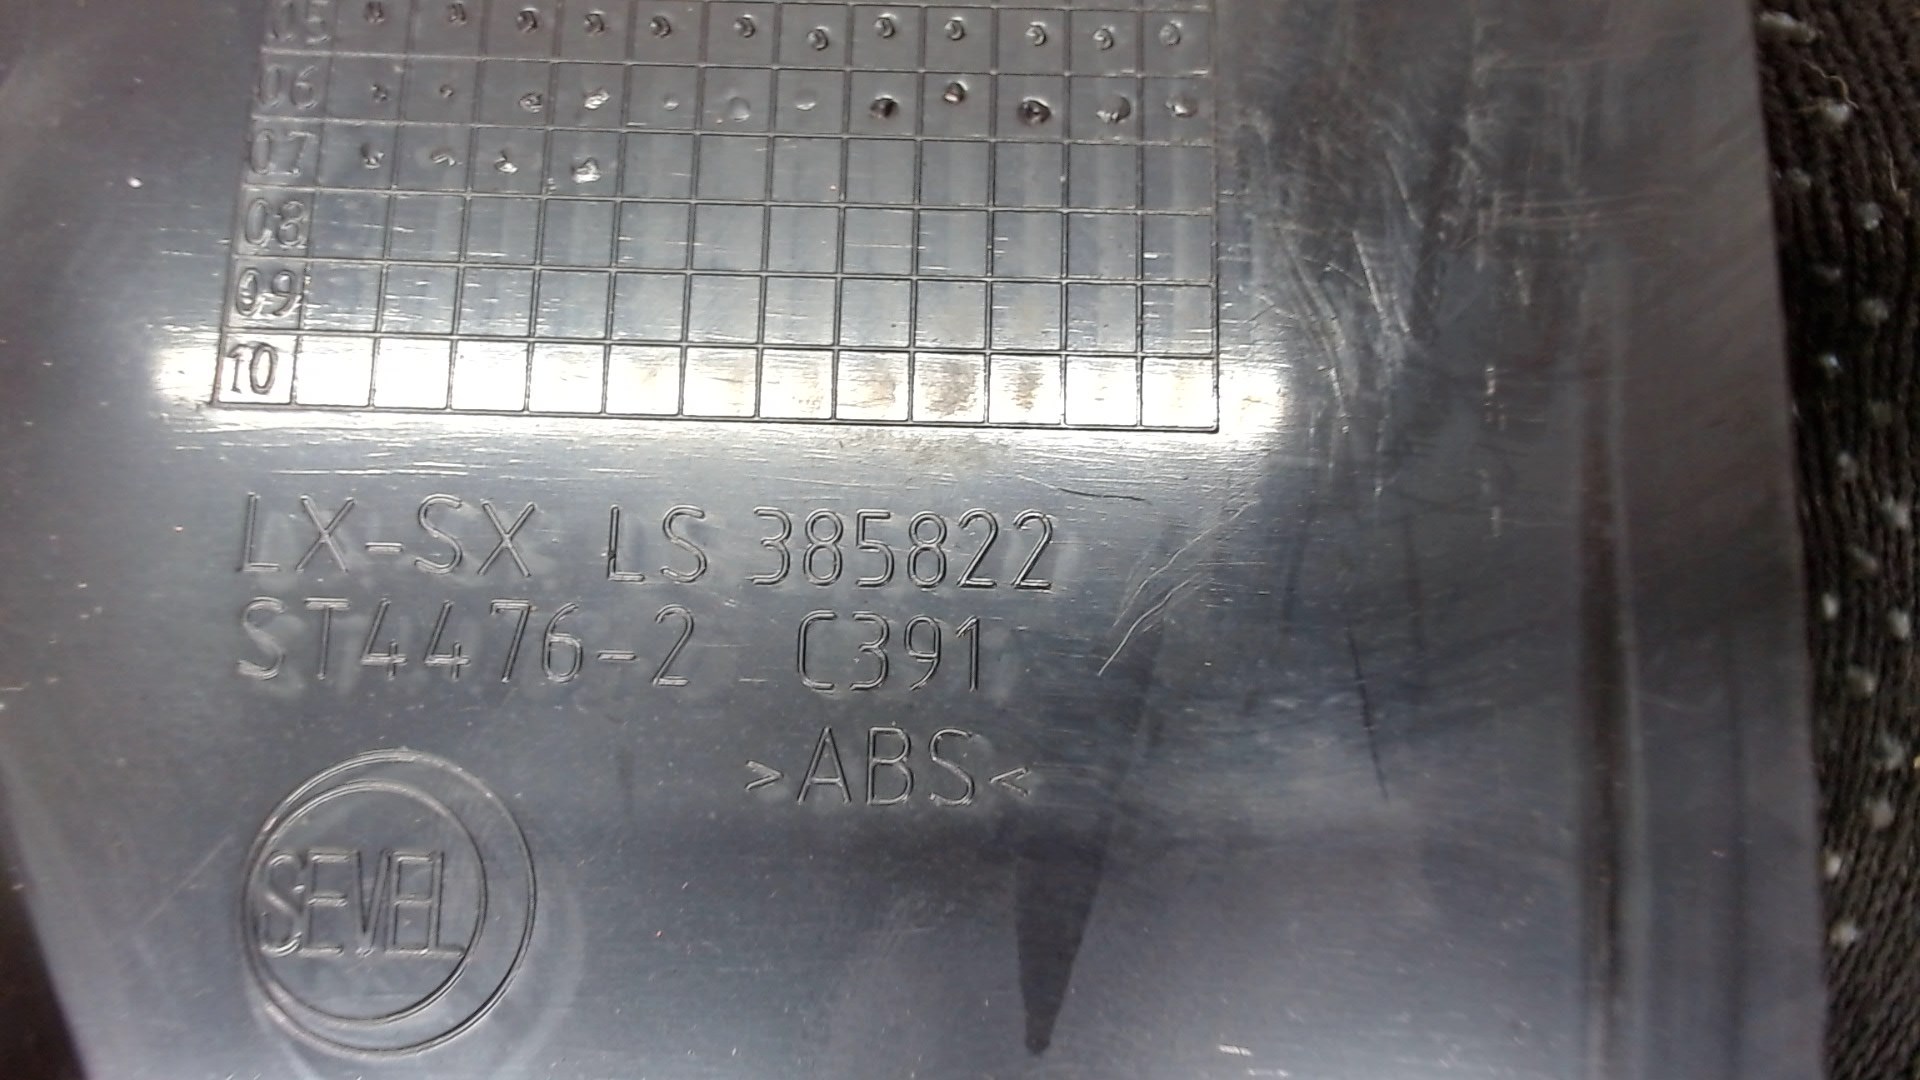 05
06
07
08
09
10
LX-SX LS 385822
ST4476-2 C391
>ABS<
SEVEL